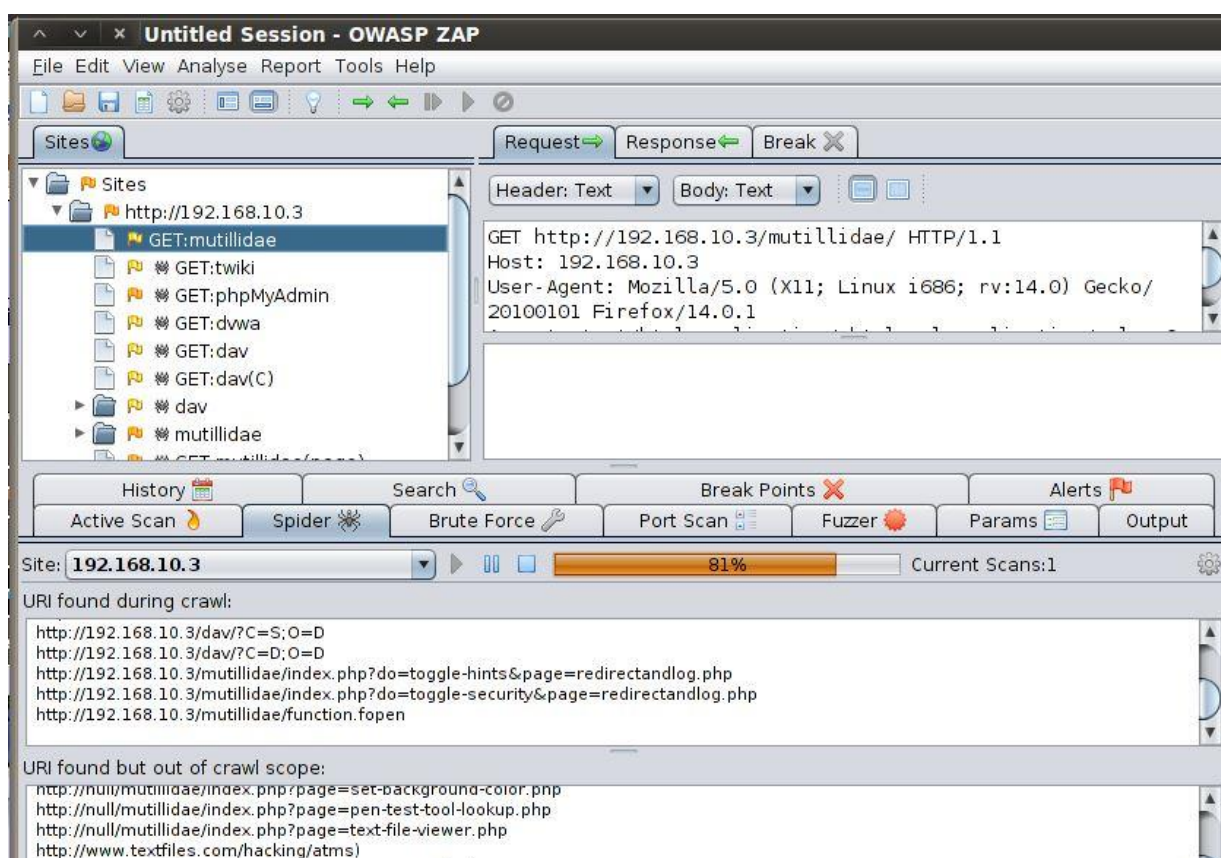 Untitled Session - OWASP ZAP
File Edit View Analyse Report Tools Help
Sites
Request
Response
Break
Sites
http://192.168.10.3
GET:mutillidae
GET:twiki
GET:phpMyAdmin
GET:dvwa
GET:dav
GET:dav(C)
dav
mutillidae
GET:mutillidae(page)
Header: Text
Body: Text
GET http://192.168.10.3/mutillidae/ HTTP/1.1
Host: 192.168.10.3
User-Agent: Mozilla/5.0 (X11; Linux i686; rv:14.0) Gecko/
20100101 Firefox/14.0.1
History
Search
Break Points
Alerts
Active Scan
Spider
Brute Force
Port Scan
Fuzzer
Params
Output
Site: 192.168.10.3
81%
Current Scans:1
URI found during crawl:
http://192.168.10.3/dav/?C=S;O=D
http://192.168.10.3/dav/?C=D;O=D
http://192.168.10.3/mutillidae/index.php?do=toggle-hints&page=redirectandlog.php
http://192.168.10.3/mutillidae/index.php?do=toggle-security&page=redirectandlog.php
http://192.168.10.3/mutillidae/function.fopen
URI found but out of crawl scope:
http://null/mutillidae/index.php?page=set-background-color.php
http://null/mutillidae/index.php?page=pen-test-tool-lookup.php
http://null/mutillidae/index.php?page=text-file-viewer.php
http://www.textfiles.com/hacking/atms)